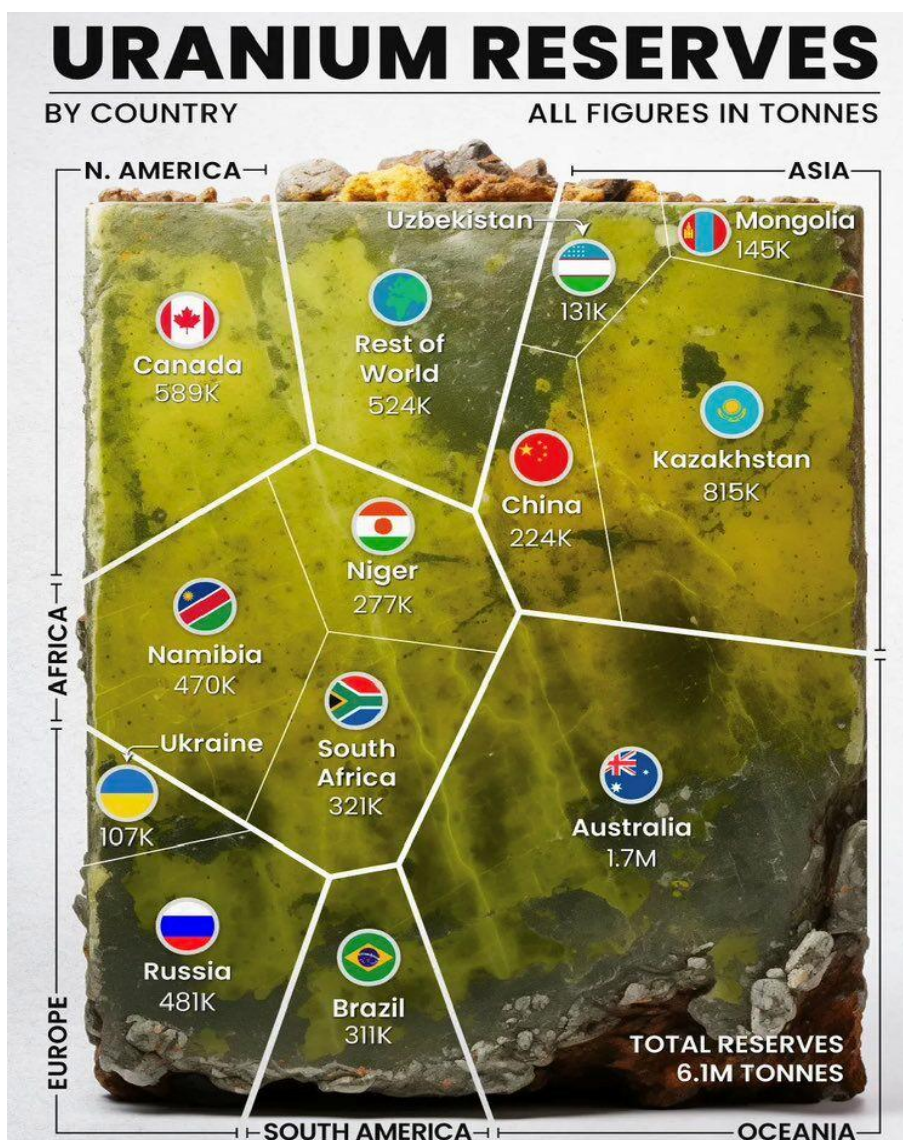 URANIUM RESERVES
BY COUNTRY
ALL FIGURES IN TONNES
N. AMERICA
ASIA
Uzbekistan
131K
Mongolia
145K
Canada
589K
Rest of
World
524K
Kazakhstan
815K
China
224K
Niger
277K
AFRICA
Namibia
470K
South
Africa
321K
Ukraine
107K
Australia
1.7M
Russia
481K
Brazil
311K
EUROPE
TOTAL RESERVES
6.1M TONNES
SOUTH AMERICA
OCEANIA